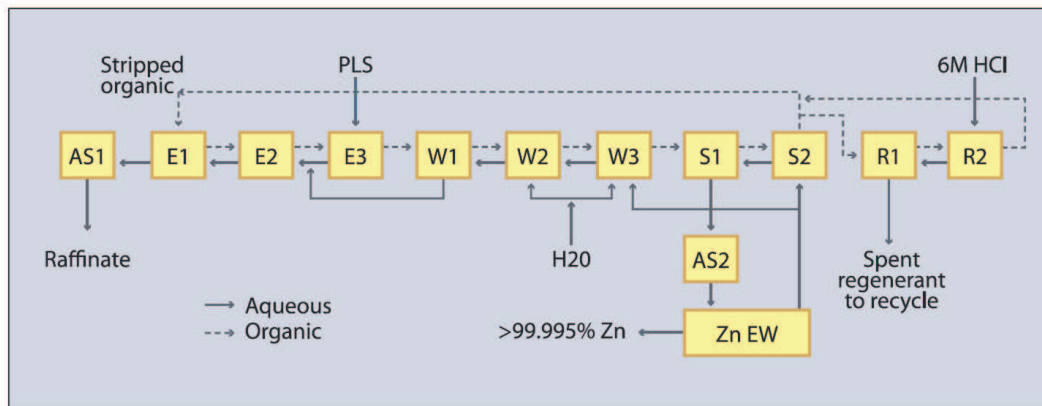 Stripped
organic
PLS
6M HCl
AS1
E1
E2
E3
W1
W2
W3
S1
S2
R1
R2
Raffinate
H20
AS2
Spent
regenerant
to recycle
Aqueous
Organic
>99.995% Zn
Zn EW